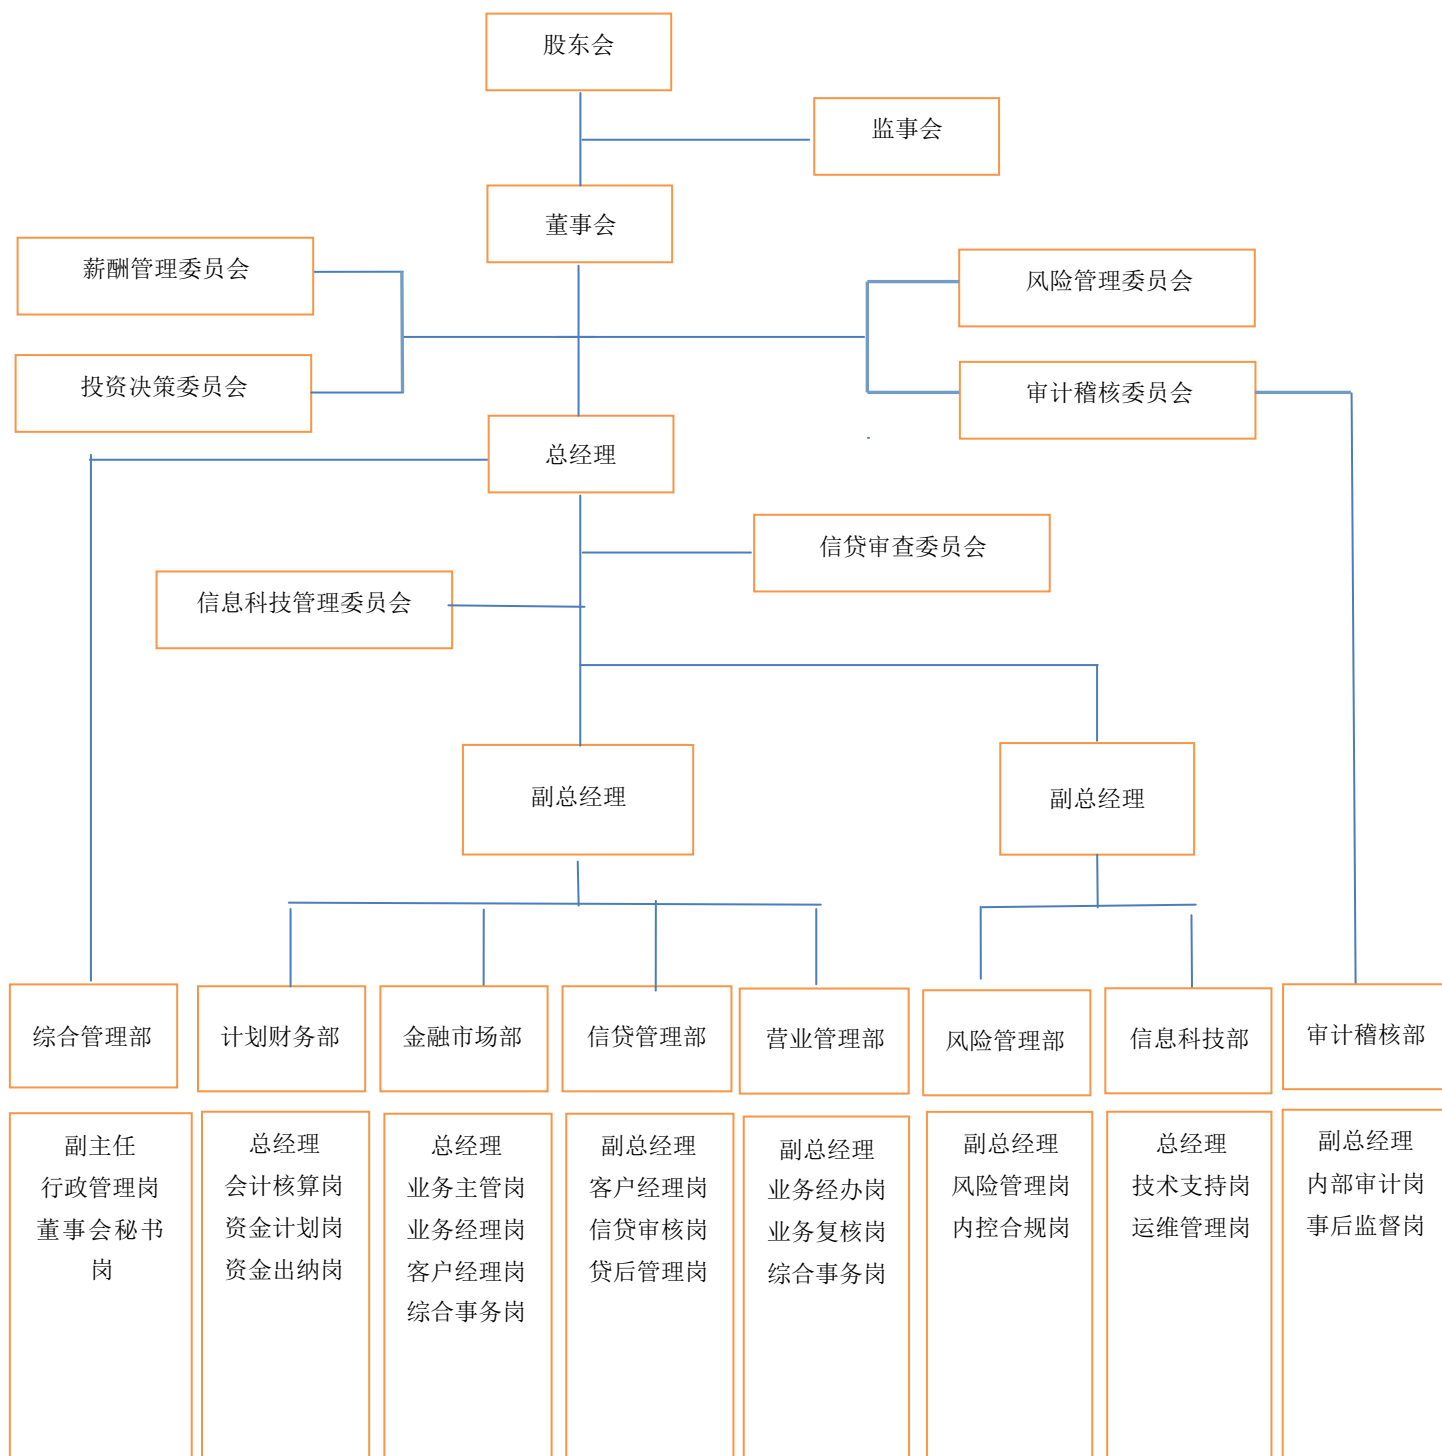 股东会
监事会
董事会
薪酬管理委员会
风险管理委员会
投资决策委员会
审计稽核委员会
总经理
信贷审查委员会
信息科技管理委员会
副总经理
副总经理
综合管理部
计划财务部
金融市场部
信贷管理部
营业管理部
风险管理部
信息科技部
审计稽核部
副主任
行政管理岗
董事会秘书
岗
总经理
会计核算岗
资金计划岗
资金出纳岗
总经理
业务主管岗
业务经理岗
客户经理岗
综合事务岗
副总经理
客户经理岗
信贷审核岗
贷后管理岗
副总经理
业务经办岗
业务复核岗
综合事务岗
副总经理
风险管理岗
内控合规岗
总经理
技术支持岗
运维管理岗
副总经理
内部审计岗
事后监督岗